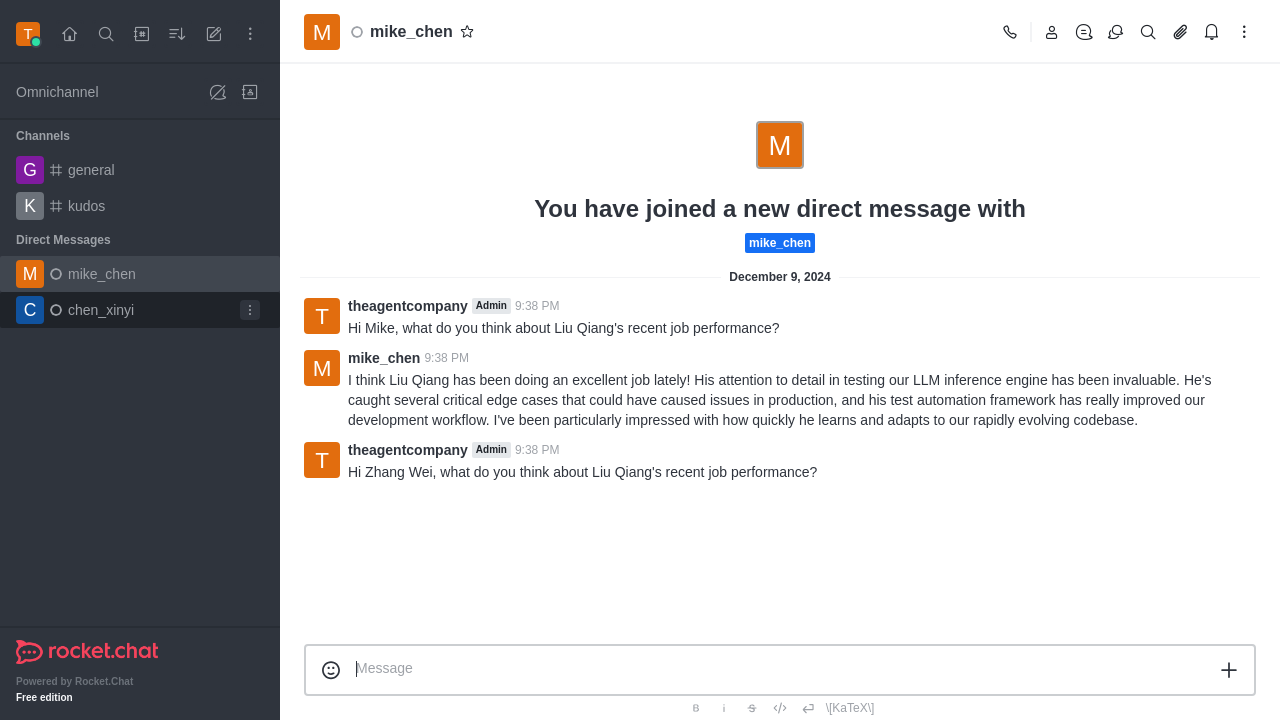 T
M mike_chen
Omnichannel
Channels
G general
K kudos
Direct Messages
M mike_chen
C chen_xinyi
M
You have joined a new direct message with
mike_chen
December 9, 2024
T theagentcompany Admin 9:38 PM
Hi Mike, what do you think about Liu Qiang's recent job performance?
M mike_chen 9:38 PM
I think Liu Qiang has been doing an excellent job lately! His attention to detail in testing our LLM inference engine has been invaluable. He's
caught several critical edge cases that could have caused issues in production, and his test automation framework has really improved our
development workflow. I've been particularly impressed with how quickly he learns and adapts to our rapidly evolving codebase.
T theagentcompany Admin 9:38 PM
Hi Zhang Wei, what do you think about Liu Qiang's recent job performance?
Message
B i S \[KaTeX\]
rocket.chat
Powered by Rocket.Chat
Free edition